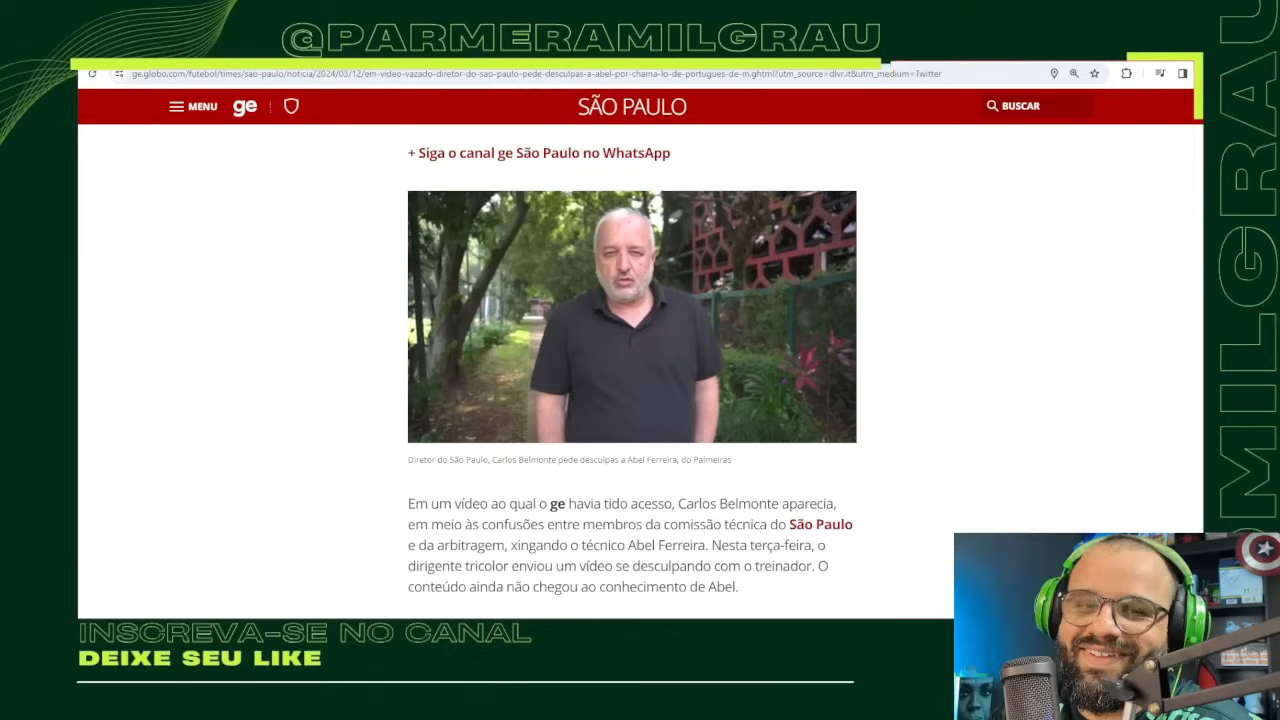 @PARMERAMILGRAU
ge.globo.com/futebol/times/sao-paulo/noticia/2024/03/12/em-video-vazado-diretor-do-sao-paulo-pede-desculpas-a-abel-por-chama-lo-de-portugues-de-m.ghtml?utm_source=dlvr.it&utm_medium=Twitter
MENU
ge
SÃO PAULO
BUSCAR
+ Siga o canal ge São Paulo no WhatsApp
Diretor do São Paulo, Carlos Belmonte pede desculpas a Abel Ferreira, do Palmeiras
Em um vídeo ao qual o ge havia tido acesso, Carlos Belmonte aparecia,
em meio às confusões entre membros da comissão técnica do São Paulo
e da arbitragem, xingando o técnico Abel Ferreira. Nesta terça-feira, o
dirigente tricolor enviou um vídeo se desculpando com o treinador. O
conteúdo ainda não chegou ao conhecimento de Abel.
INSCREVA-SE NO CANAL
DEIXE SEU LIKE
OMILGRAU